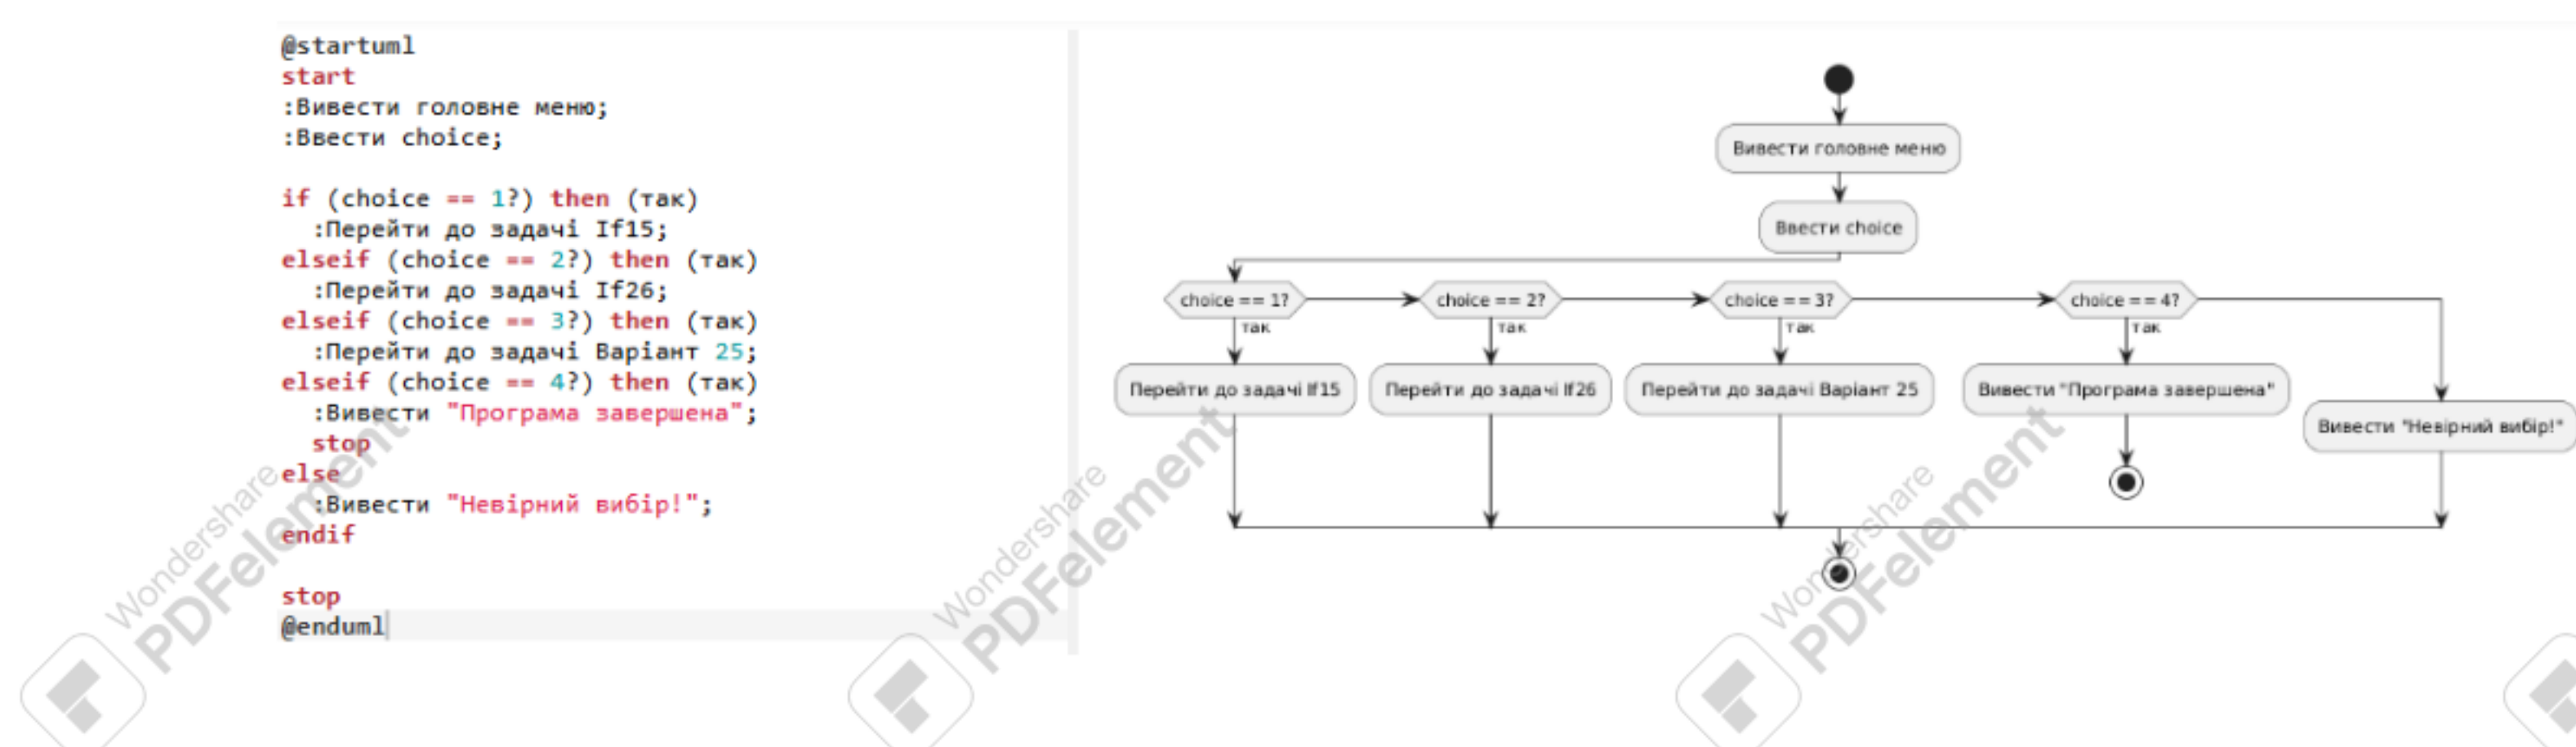 @startuml
start
:Вивести головне меню;
:Ввести choice;
if (choice == 1?) then (так)
:Перейти до задачі If15;
elseif (choice == 2?) then (так)
:Перейти до задачі If26;
elseif (choice == 3?) then (так)
:Перейти до задачі Варіант 25;
elseif (choice == 4?) then (так)
:Вивести "Програма завершена";
stop
else
:Вивести "Невірний вибір!";
endif
stop
@enduml
Вивести головне меню
Ввести choice
choice == 1?
choice == 2?
choice == 3?
choice == 4?
так
так
так
так
Перейти до задачі If15
Перейти до задачі If26
Перейти до задачі Варіант 25
Вивести "Програма завершена"
Вивести "Невірний вибір!"
Wondershare
PDFelement
Wondershare
PDFelement
Wondershare
PDFelement